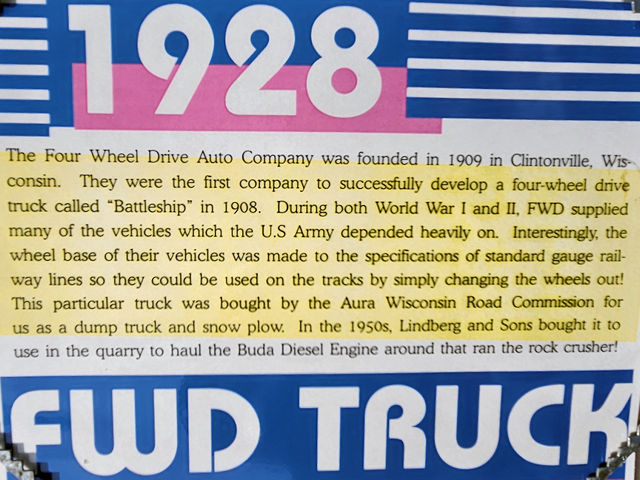 1928
The Four Wheel Drive Auto Company was founded in 1909 in Clintonville, Wis-
consin. They were the first company to successfully develop a four-wheel drive
truck called "Battleship" in 1908. During both World War I and II, FWD supplied
many of the vehicles which the U.S Army depended heavily on. Interestingly, the
wheel base of their vehicles was made to the specifications of standard gauge rail-
way lines so they could be used on the tracks by simply changing the wheels out!
This particular truck was bought by the Aura Wisconsin Road Commission for
us as a dump truck and snow plow. In the 1950s, Lindberg and Sons bought it to
use in the quarry to haul the Buda Diesel Engine around that ran the rock crusher!
FWD TRUCK